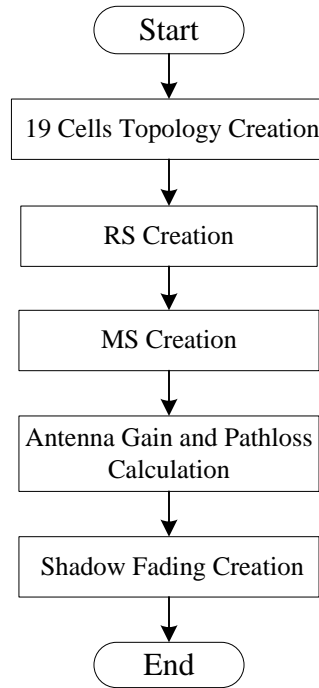 Start
19 Cells Topology Creation
RS Creation
MS Creation
Antenna Gain and Pathloss
Calculation
Shadow Fading Creation
End